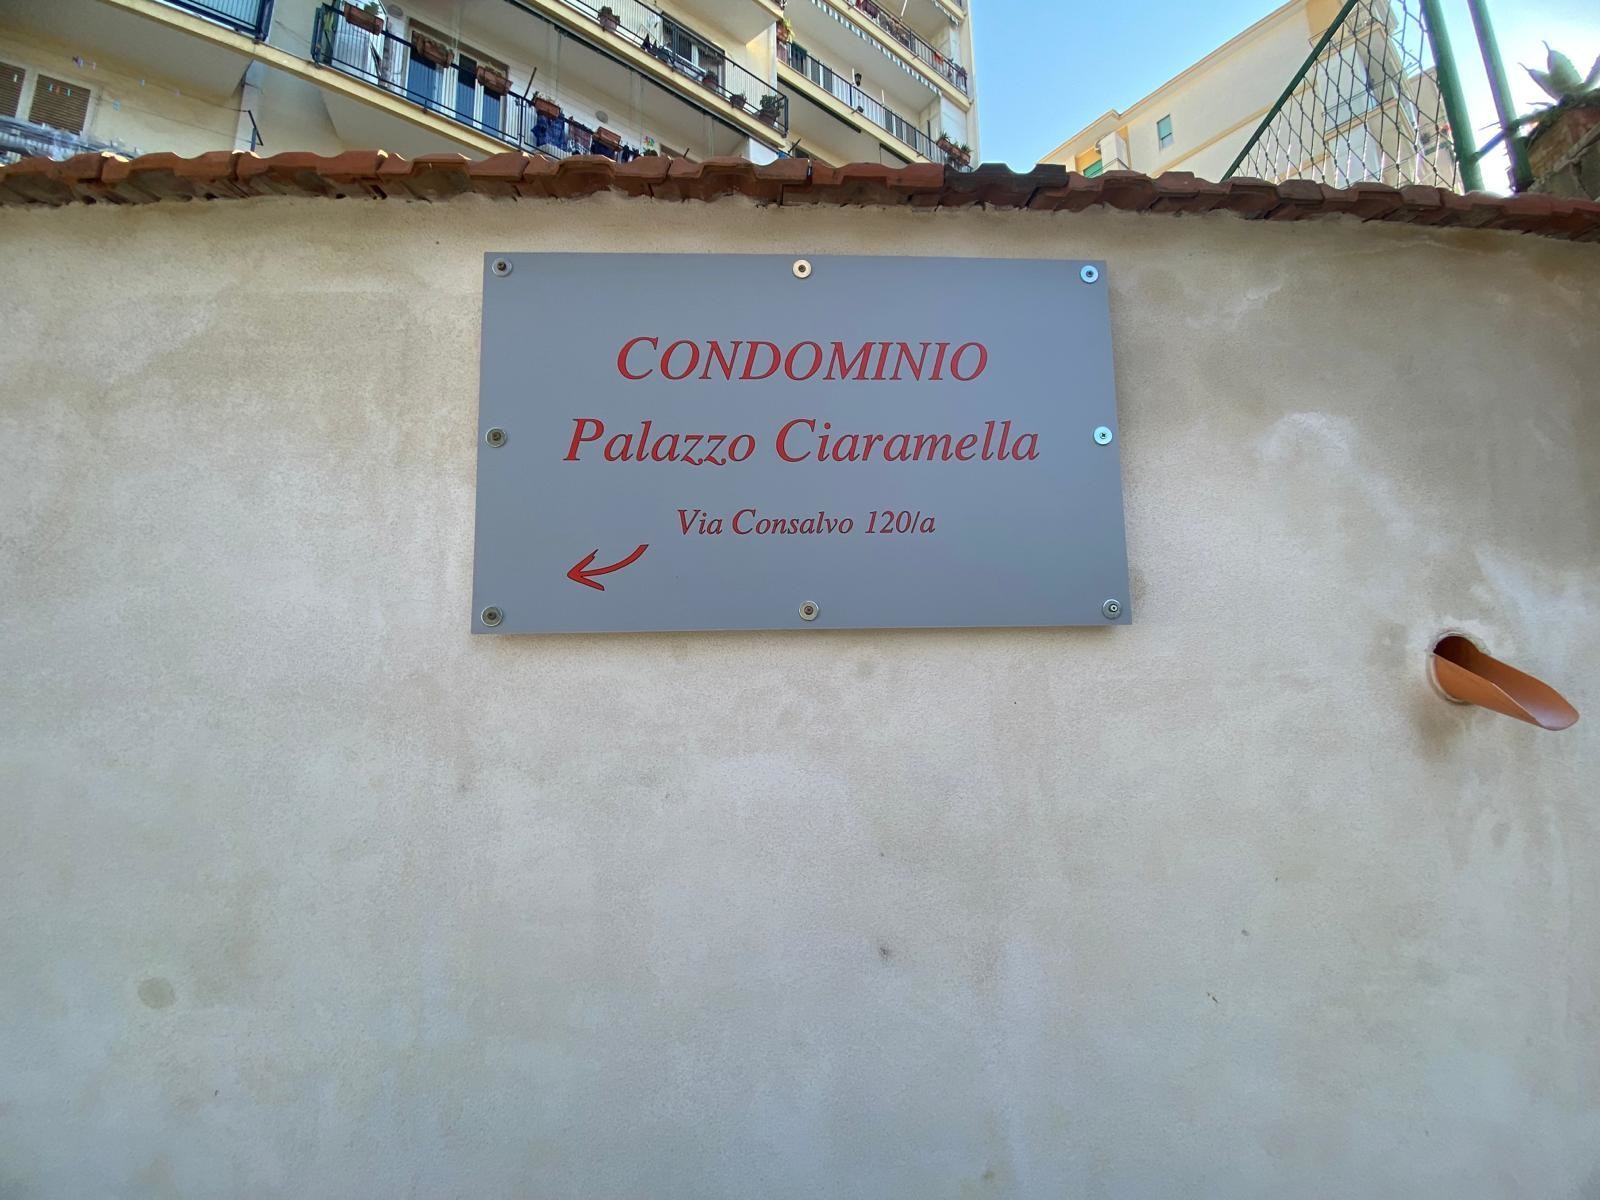 CONDOMINIO
Palazzo Ciaramella
Via Consalvo 120/a